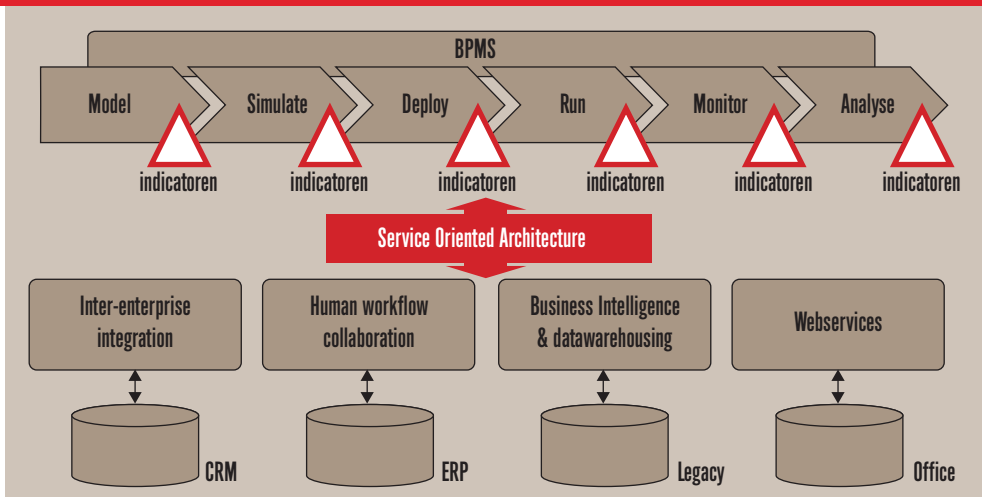 BPMS
Model
Simulate
Deploy
Run
Monitor
Analyse
indicatoren
indicatoren
indicatoren
indicatoren
indicatoren
indicatoren
Service Oriented Architecture
Inter-enterprise
integration
Human workflow
collaboration
Business Intelligence
& datawarehousing
Webservices
CRM
ERP
Legacy
Office